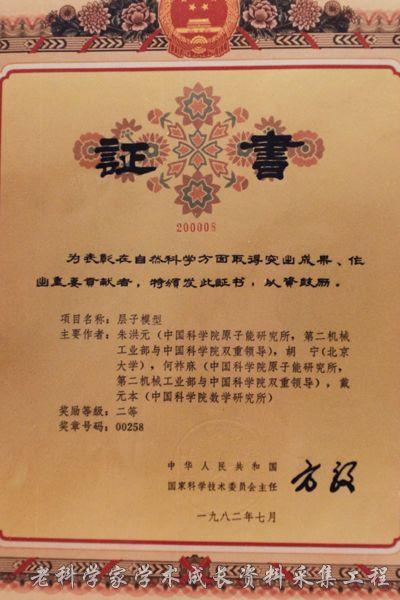 証書
200008
为表彰在自然科学方面取得突出成果、作
出重要贡献者，特颁发此证书，以资鼓励。
项目名称：层子模型
主要作者：朱洪元（中国科学院原子能研究所，第二机械
工业部与中国科学院双重领导），胡 宁（北京
大学），何祚庥（中国科学院原子能研究所，
第二机械工业部与中国科学院双重领导），戴
元本（中国科学院数学研究所）
奖励等级：二等
奖章号码：00258
中华人民共和国
国家科学技术委员会主任 方毅
一九八二年七月
老科学家学术成长资料采集工程